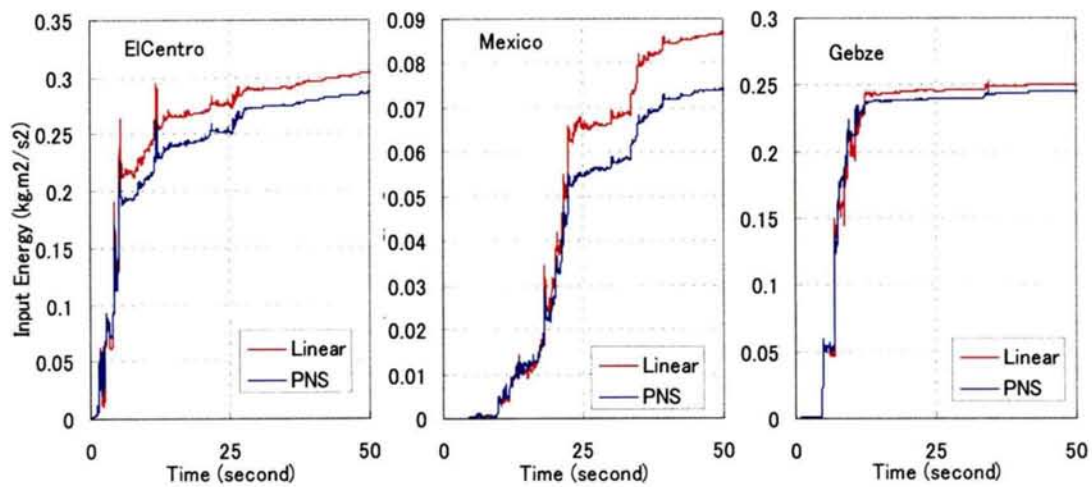 Input Energy (kg.m2/s2)
ElCentro
0.35
0.3
0.25
0.2
0.15
0.1
0.05
0
Linear
PNS
0
25
50
Time (second)
Mexico
0.09
0.08
0.07
0.06
0.05
0.04
0.03
0.02
0.01
0
Linear
PNS
0
25
50
Time (second)
Gebze
0.3
0.25
0.2
0.15
0.1
0.05
0
Linear
PNS
0
25
50
Time (second)